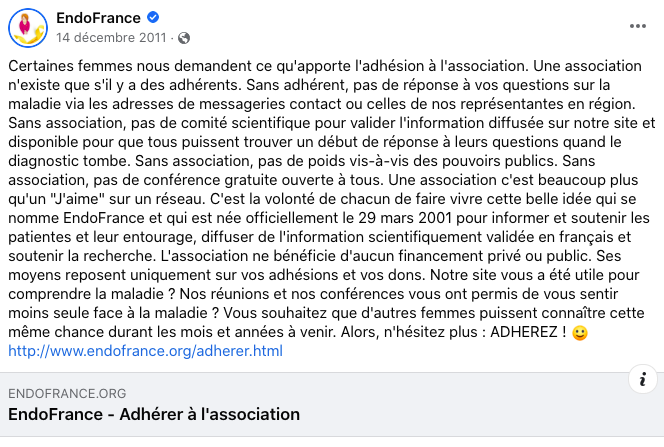 EndoFrance
14 décembre 2011 ·
Certaines femmes nous demandent ce qu'apporte l'adhésion à l'association. Une association
n'existe que s'il y a des adhérents. Sans adhérent, pas de réponse à vos questions sur la
maladie via les adresses de messageries contact ou celles de nos représentantes en région.
Sans association, pas de comité scientifique pour valider l'information diffusée sur notre site et
disponible pour que tous puissent trouver un début de réponse à leurs questions quand le
diagnostic tombe. Sans association, pas de poids vis-à-vis des pouvoirs publics. Sans
association, pas de conférence gratuite ouverte à tous. Une association c'est beaucoup plus
qu'un "J'aime" sur un réseau. C'est la volonté de chacun de faire vivre cette belle idée qui se
nomme EndoFrance et qui est née officiellement le 29 mars 2001 pour informer et soutenir les
patientes et leur entourage, diffuser de l'information scientifiquement validée en français et
soutenir la recherche. L'association ne bénéficie d'aucun financement privé ou public. Ses
moyens reposent uniquement sur vos adhésions et vos dons. Notre site vous a été utile pour
comprendre la maladie ? Nos réunions et nos conférences vous ont permis de vous sentir
moins seule face à la maladie ? Vous souhaitez que d'autres femmes puissent connaître cette
même chance durant les mois et années à venir. Alors, n'hésitez plus : ADHEREZ ! 🙂
http://www.endofrance.org/adherer.html
ENDOFRANCE.ORG
EndoFrance - Adhérer à l'association